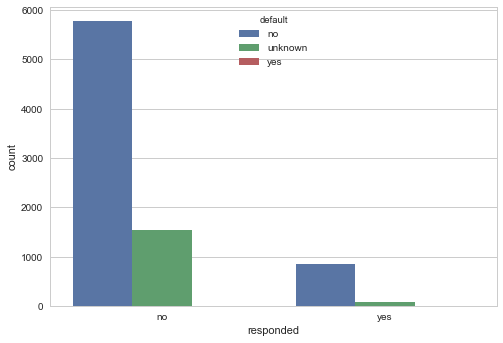 default
no
unknown
yes
6000
5000
4000
3000
2000
1000
0
count
no
yes
responded